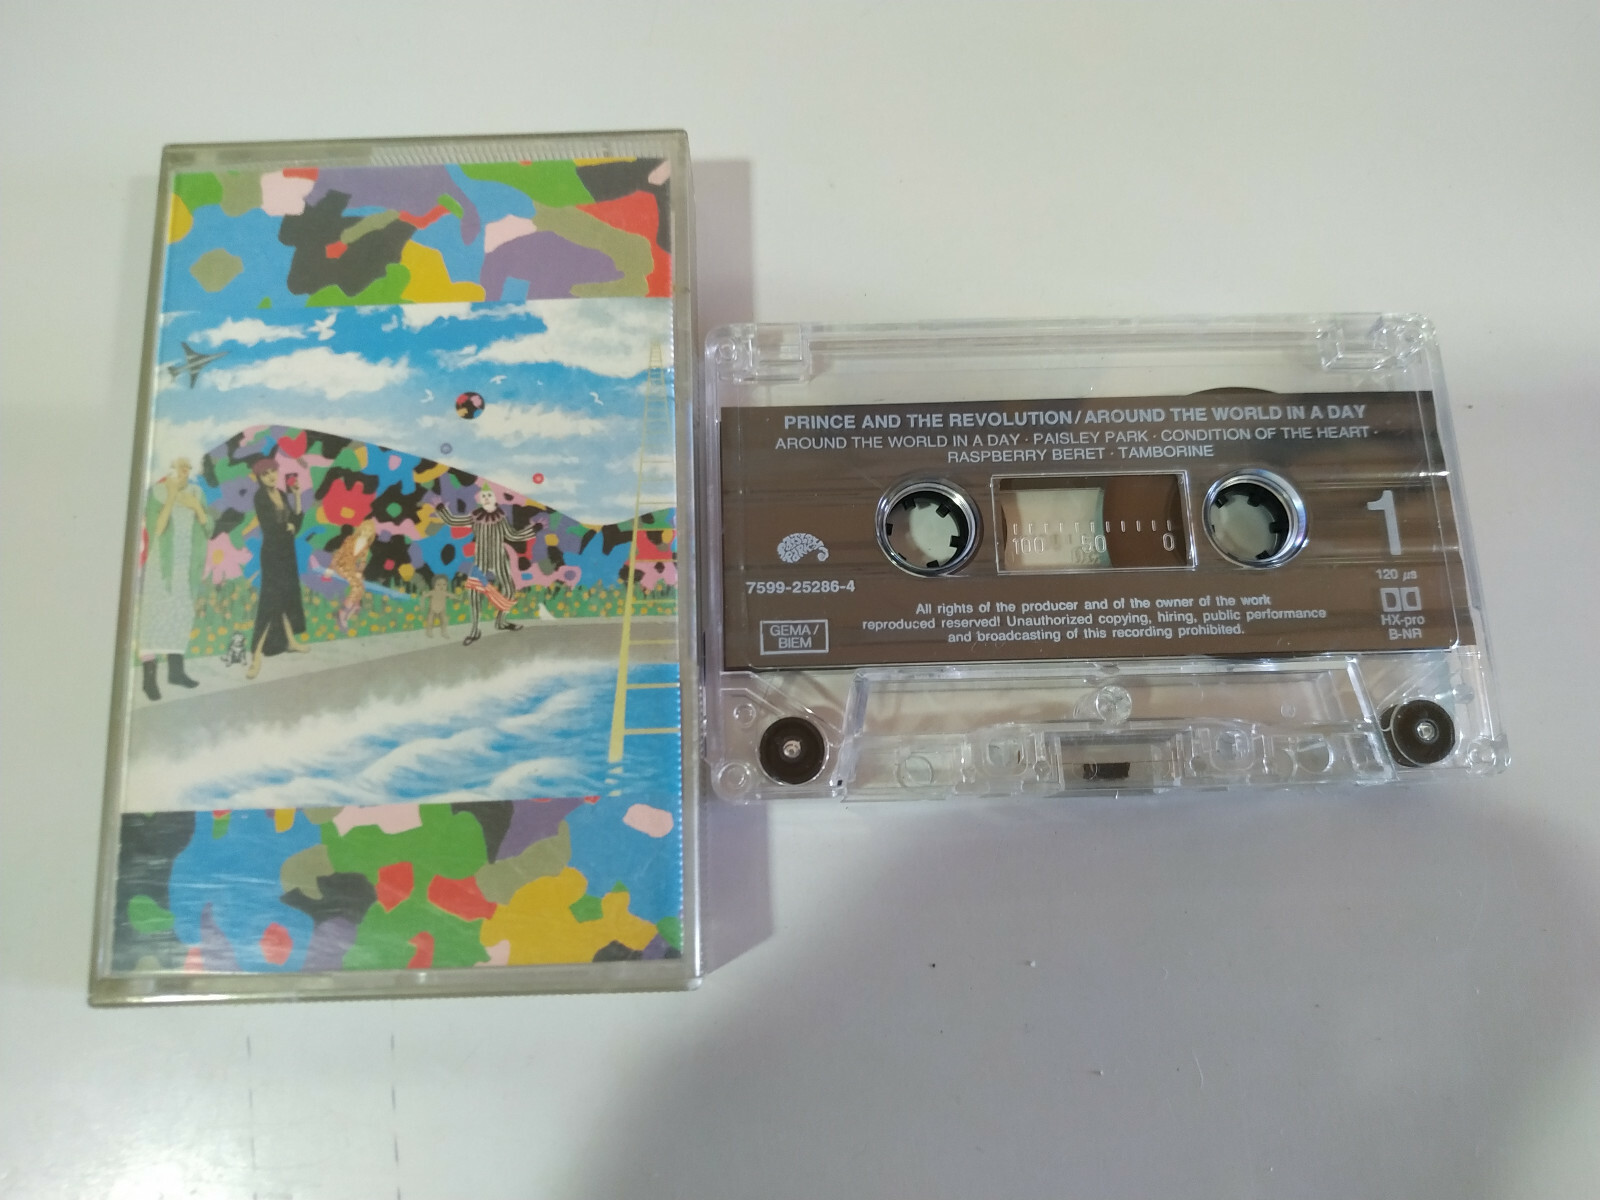 PRINCE AND THE REVOLUTION/AROUND THE WORLD IN A DAY
AROUND THE WORLD IN A DAY · PAISLEY PARK · CONDITION OF THE HEART ·
RASPBERRY BERET · TAMBORINE
100 50 0
1
PAISLEY PARK
7599-25286-4
120 µs
HX-pro
B-NR
GEMA/
BIEM
All rights of the producer and of the owner of the work
reproduced reserved! Unauthorized copying, hiring, public performance
and broadcasting of this recording prohibited.